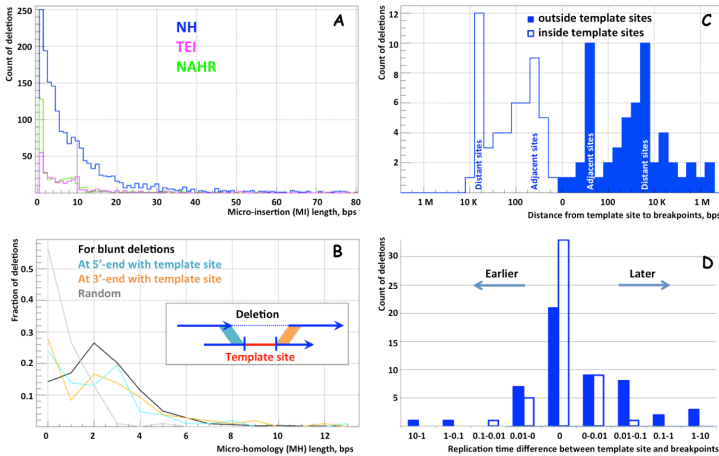 A
NH
TEI
NAHR
Count of deletions
250
200
150
100
50
0
10
20
30
40
50
60
70
80
Micro-insertion (MI) length, bps
C
outside template sites
inside template sites
Count of deletions
12
10
8
6
4
2
Distant sites
Adjacent sites
Adjacent sites
Distant sites
1 M
10 K
100
0
100
10 K
1 M
Distance from template site to breakpoints, bps
B
For blunt deletions
At 5'-end with template site
At 3'-end with template site
Random
Fraction of deletions
0.5
0.4
0.3
0.2
0.1
Deletion
Template site
0
2
4
6
8
10
12
Micro-homology (MH) length, bps
D
Earlier
Later
Count of deletions
30
25
20
15
10
5
10-1
1-0.1
0.1-0.01
0.01-0
0
0-0.001
0.01-0.1
0.1-1
1-10
Replication time difference between template site and breakpoints